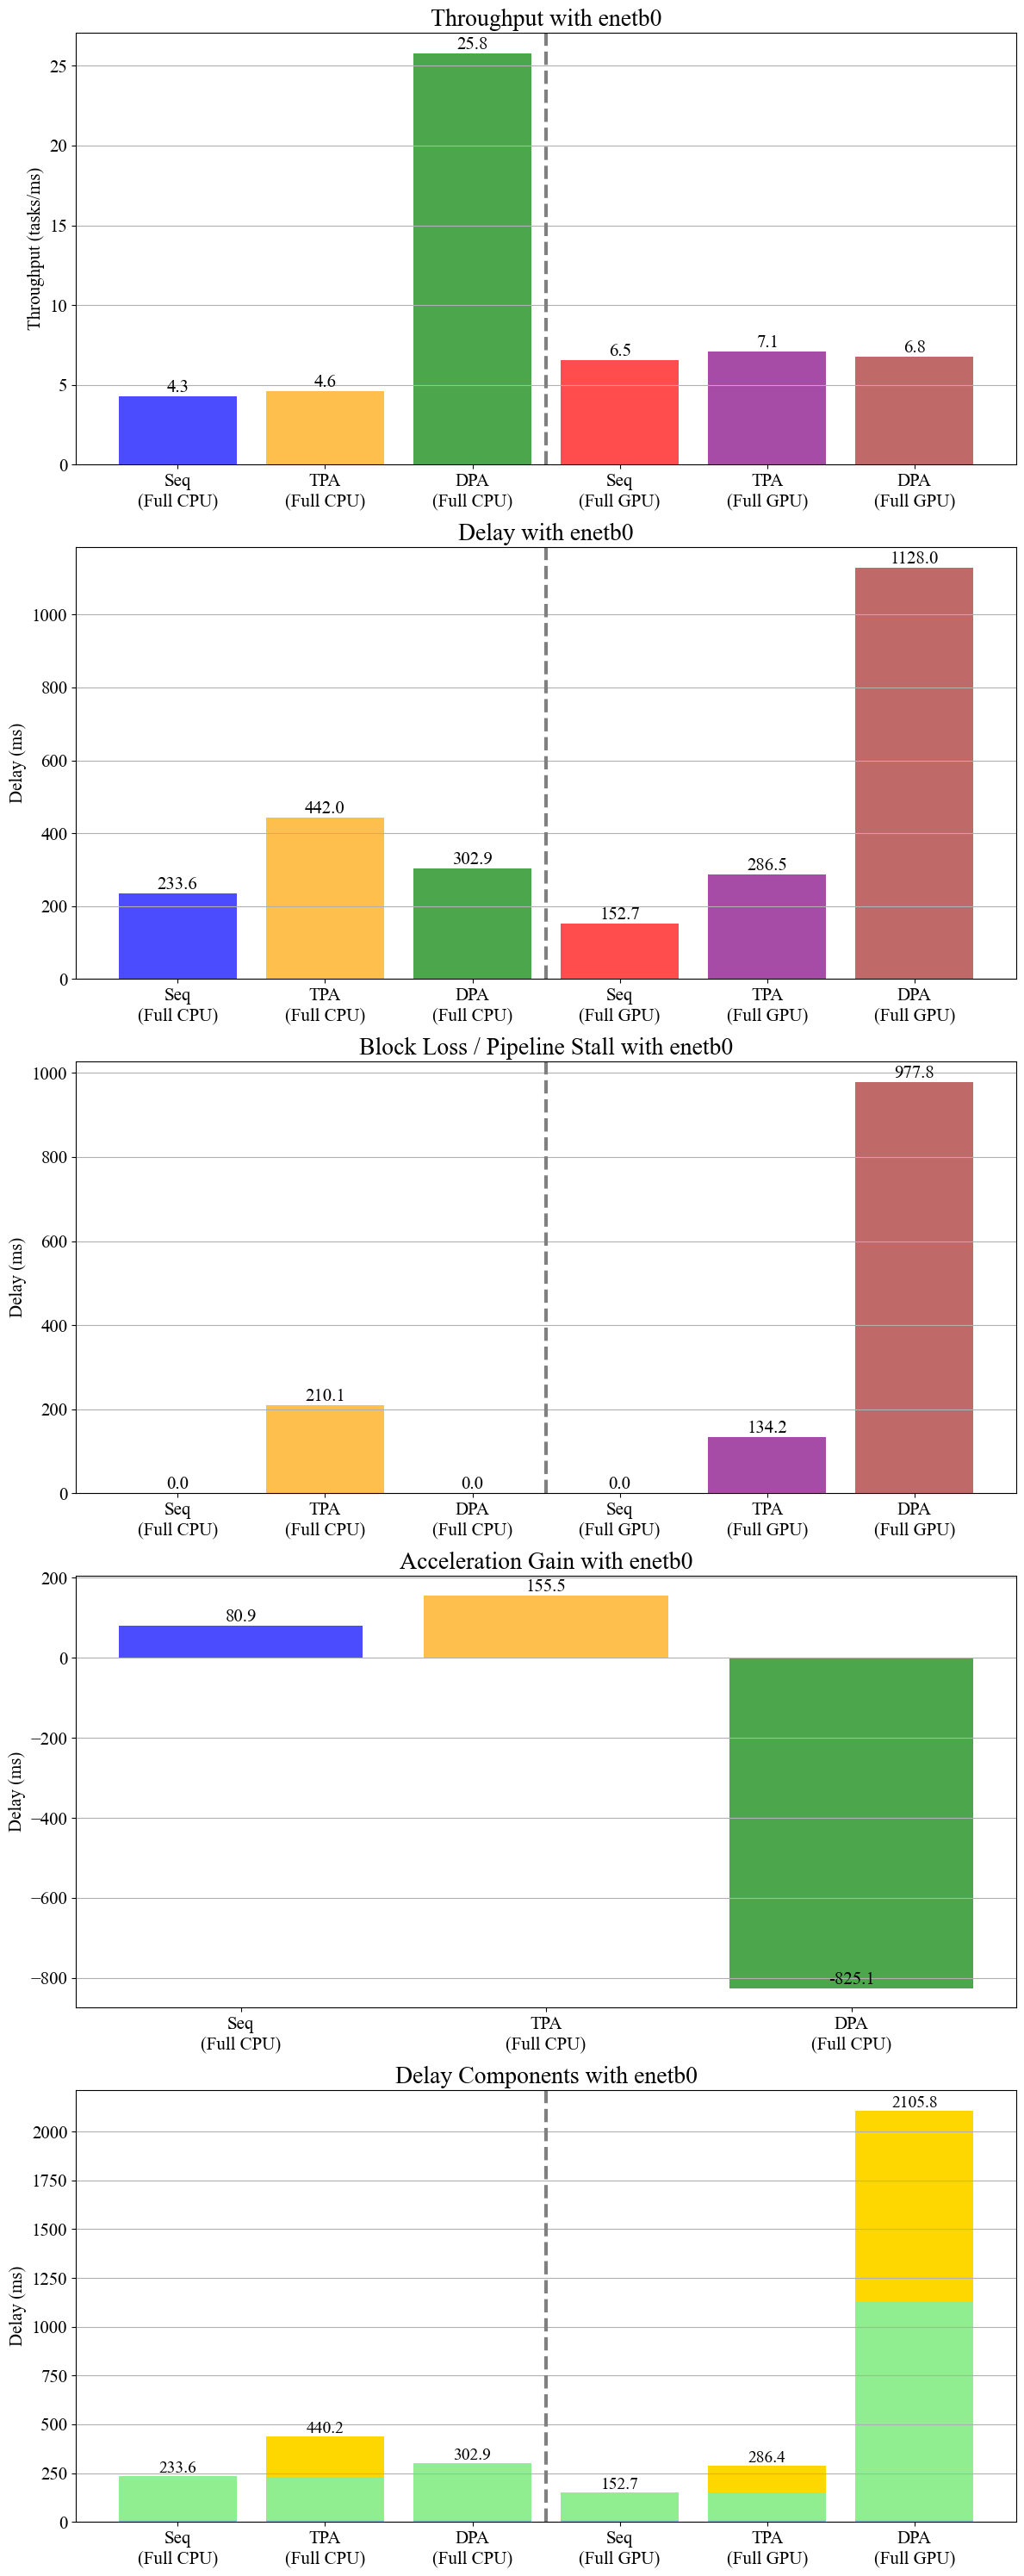 Throughput with enetb0
Throughput (tasks/ms)
25
20
15
10
5
0
4.3
4.6
25.8
6.5
7.1
6.8
Seq
(Full CPU)
TPA
(Full CPU)
DPA
(Full CPU)
Seq
(Full GPU)
TPA
(Full GPU)
DPA
(Full GPU)
Delay with enetb0
Delay (ms)
1000
800
600
400
200
0
233.6
442.0
302.9
152.7
286.5
1128.0
Seq
(Full CPU)
TPA
(Full CPU)
DPA
(Full CPU)
Seq
(Full GPU)
TPA
(Full GPU)
DPA
(Full GPU)
Block Loss / Pipeline Stall with enetb0
Delay (ms)
1000
800
600
400
200
0
0.0
210.1
0.0
0.0
134.2
977.8
Seq
(Full CPU)
TPA
(Full CPU)
DPA
(Full CPU)
Seq
(Full GPU)
TPA
(Full GPU)
DPA
(Full GPU)
Acceleration Gain with enetb0
Delay (ms)
200
0
−200
−400
−600
−800
80.9
155.5
-825.1
Seq
(Full CPU)
TPA
(Full CPU)
DPA
(Full CPU)
Delay Components with enetb0
Delay (ms)
2000
1750
1500
1250
1000
750
500
250
0
233.6
440.2
302.9
152.7
286.4
2105.8
Seq
(Full CPU)
TPA
(Full CPU)
DPA
(Full CPU)
Seq
(Full GPU)
TPA
(Full GPU)
DPA
(Full GPU)